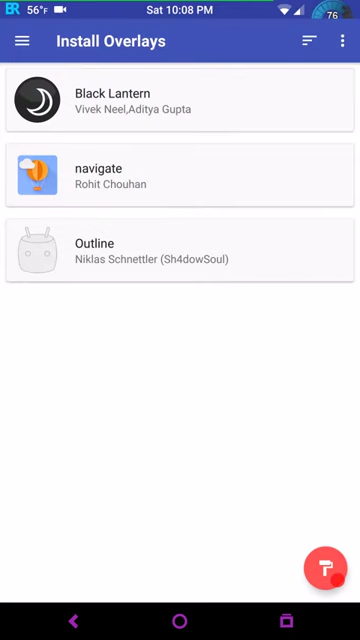 BR 56°F Sat 10:08 PM 76
Install Overlays
Black Lantern
Vivek Neel,Aditya Gupta
navigate
Rohit Chouhan
Outline
Niklas Schnettler (Sh4dowSoul)